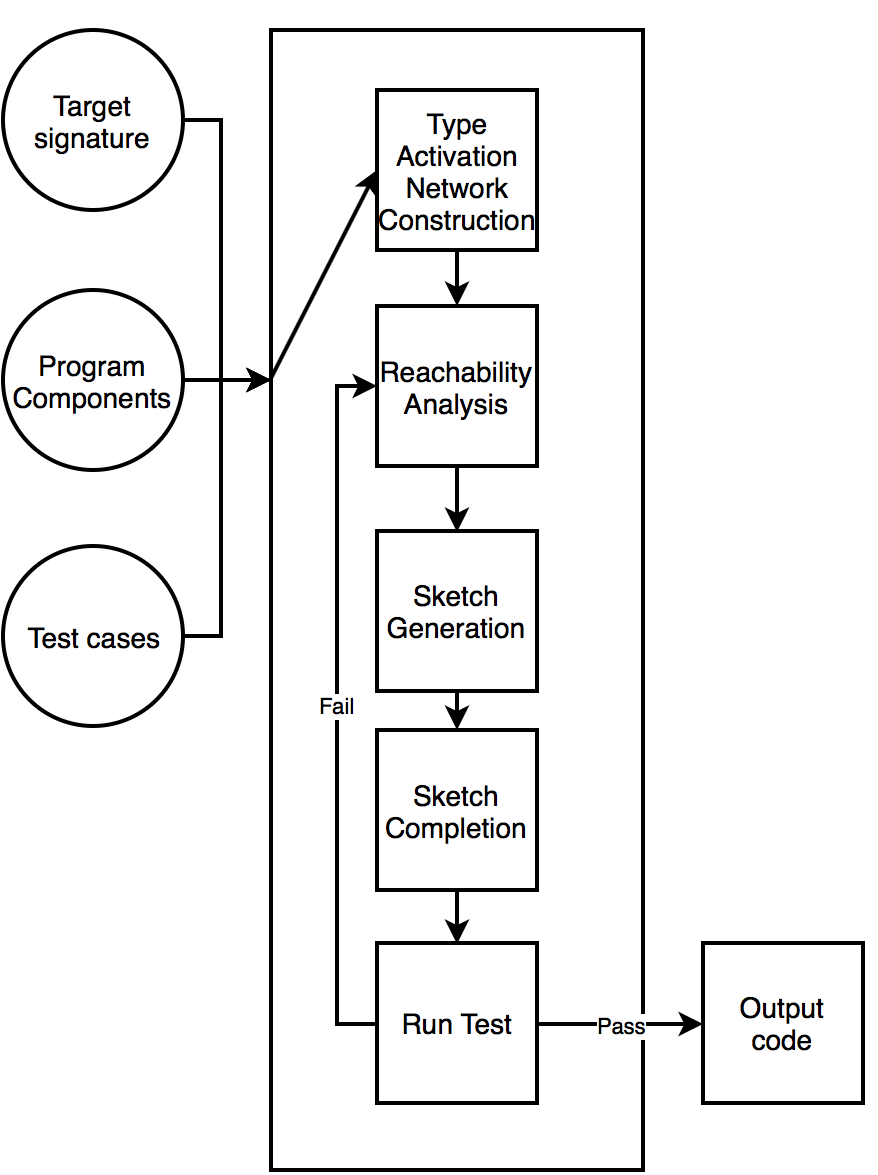 Target
signature
Program
Components
Test cases
Type
Activation
Network
Construction
Reachability
Analysis
Sketch
Generation
Fail
Sketch
Completion
Run Test
Pass
Output
code